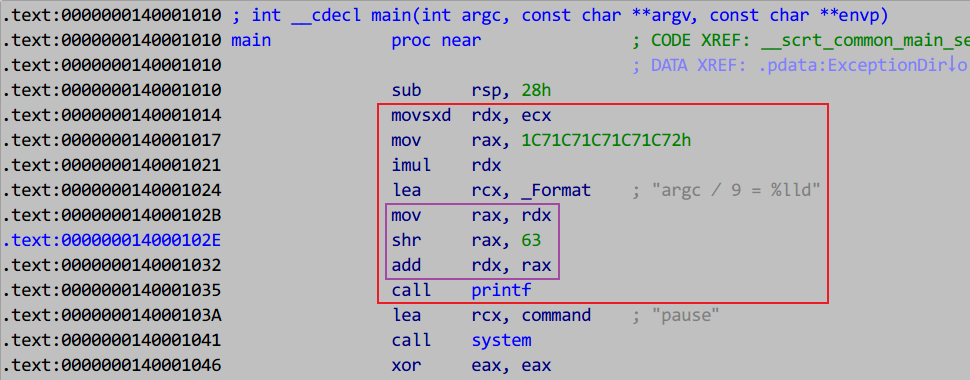 .text:0000000140001010 ; int __cdecl main(int argc, const char **argv, const char **envp)
.text:0000000140001010 main proc near ; CODE XREF: __scrt_common_main_se
.text:0000000140001010 ; DATA XREF: .pdata:ExceptionDir↓o
.text:0000000140001010 sub rsp, 28h
.text:0000000140001014 movsxd rdx, ecx
.text:0000000140001017 mov rax, 1C71C71C71C71C72h
.text:0000000140001021 imul rdx
.text:0000000140001024 lea rcx, _Format ; "argc / 9 = %lld"
.text:000000014000102B mov rax, rdx
.text:000000014000102E shr rax, 63
.text:0000000140001032 add rdx, rax
.text:0000000140001035 call printf
.text:000000014000103A lea rcx, command ; "pause"
.text:0000000140001041 call system
.text:0000000140001046 xor eax, eax